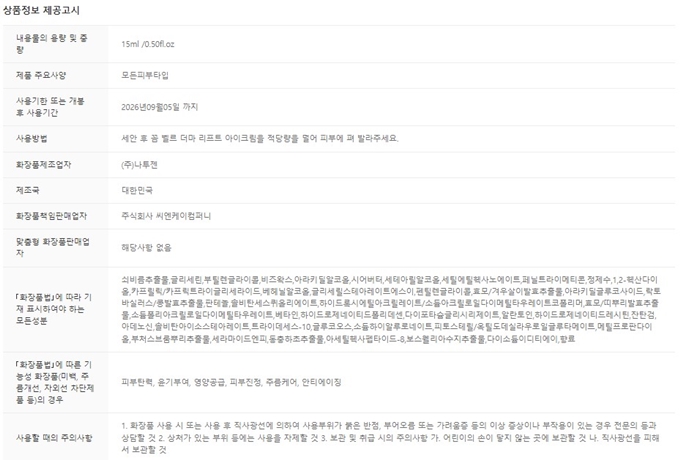 상품정보 제공고시
내용물의 용량 및 중
량
15ml /0.50fl.oz
제품 주요사양
모든피부타입
사용기한 또는 개봉
후 사용기간
2026년09월05일 까지
사용방법
세안 후 꼼 벨르 더마 리프트 아이크림을 적당량을 덜어 피부에 펴 발라주세요.
화장품제조업자
(주)나투젠
제조국
대한민국
화장품책임판매업자
주식회사 씨엔케이컴퍼니
맞춤형 화장품판매업
자
해당사항 없음
『화장품법』에 따라 기
재 표시하여야 하는
모든성분
쇠비름추출물,글리세린,부틸렌글라이콜,비즈왁스,아라키딜알코올,시어버터,세테아릴알코올,세틸에틸헥사노에이트,페닐트라이메티콘,정제수,1,2-헥산다이
올,카프릴릭/카프릭트라이글리세라이드,베헤닐알코올,글리세릴스테아레이트에스이,펜틸렌글라이콜,효모/겨우살이발효추출물,아라키딜글루코사이드,락토
바실러스/콩발효추출물,판테놀,솔비탄세스퀴올리에이트,하이드록시에틸아크릴레이트/소듐아크릴로일다이메틸타우레이트코폴리머,효모/띠뿌리발효추출
물,소듐폴리아크릴로일다이메틸타우레이트,베타인,하이드로제네이티드폴리데센,다이포타슘글리시리제이트,알란토인,하이드로제네이티드레시틴,잔탄검,
아데노신,솔비탄아이소스테아레이트,트라이데세스-10,글루코오스,소듐하이알루로네이트,피토스테릴/옥틸도데실라우로일글루타메이트,메틸프로판다이
올,부처스브룸뿌리추출물,세라마이드엔피,동충하초추출물,아세틸헥사펩타이드-8,보스웰리아수지추출물,다이소듐이디티에이,향료
『화장품법』에 따른 기
능성 화장품(미백, 주
름개선, 자외선 차단제
품 등)의 경우
피부탄력, 윤기부여, 영양공급, 피부진정, 주름케어, 안티에이징
사용할 때의 주의사항
1. 화장품 사용 시 또는 사용 후 직사광선에 의하여 사용부위가 붉은 반점, 부어오름 또는 가려움증 등의 이상 증상이나 부작용이 있는 경우 전문의 등과
상담할 것 2. 상처가 있는 부위 등에는 사용을 자제할 것 3. 보관 및 취급 시의 주의사항 가. 어린이의 손이 닿지 않는 곳에 보관할 것 나. 직사광선을 피해
서 보관할 것